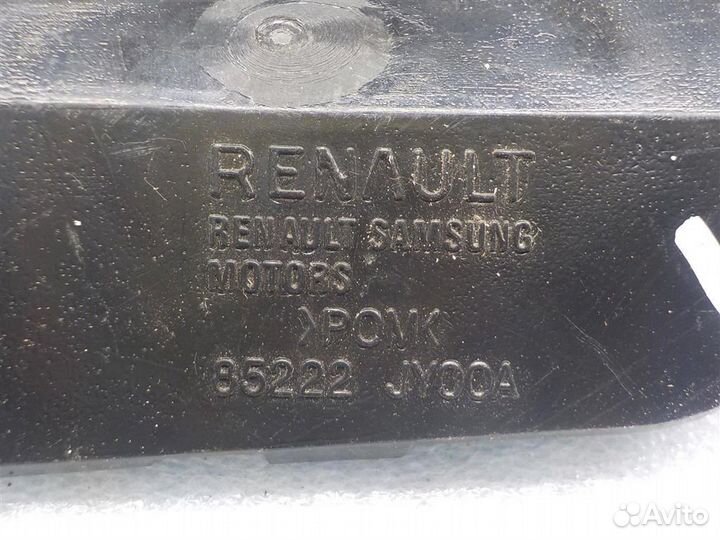 RENAULT
RENAULT SAMSUNG
MOTORS
>POM<
85222 JY00A
Avito